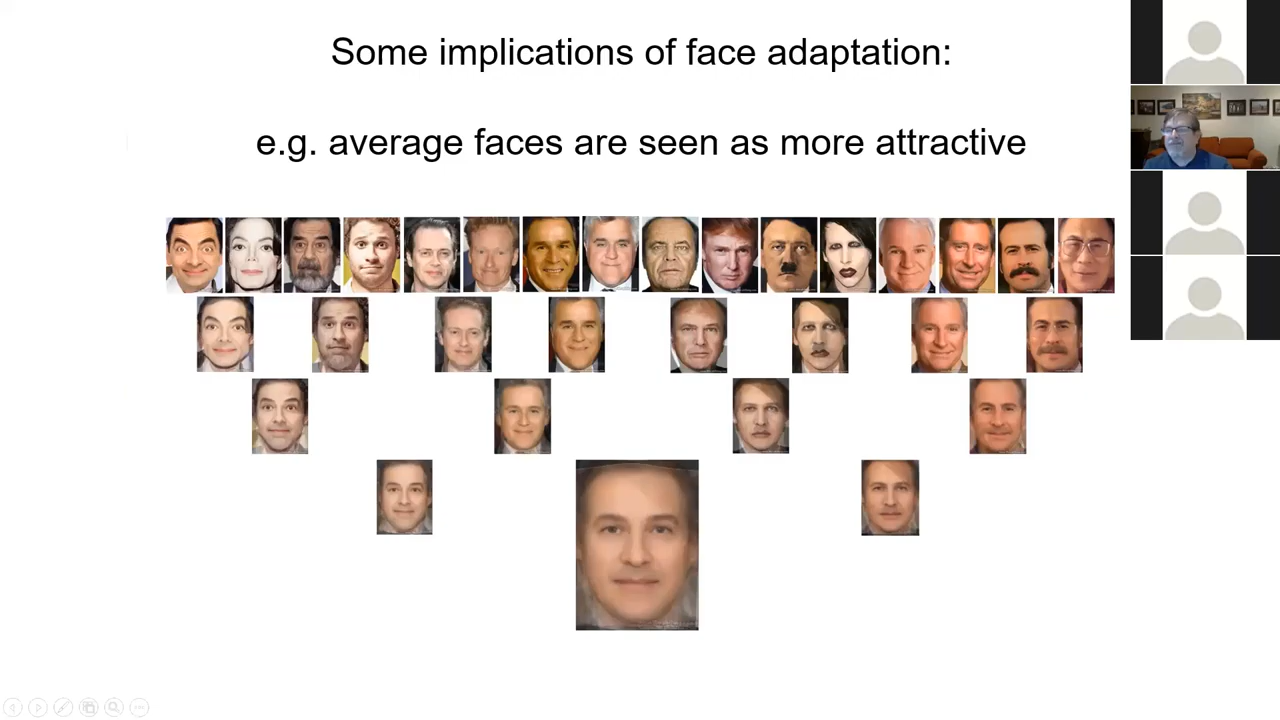 Some implications of face adaptation:
e.g. average faces are seen as more attractive